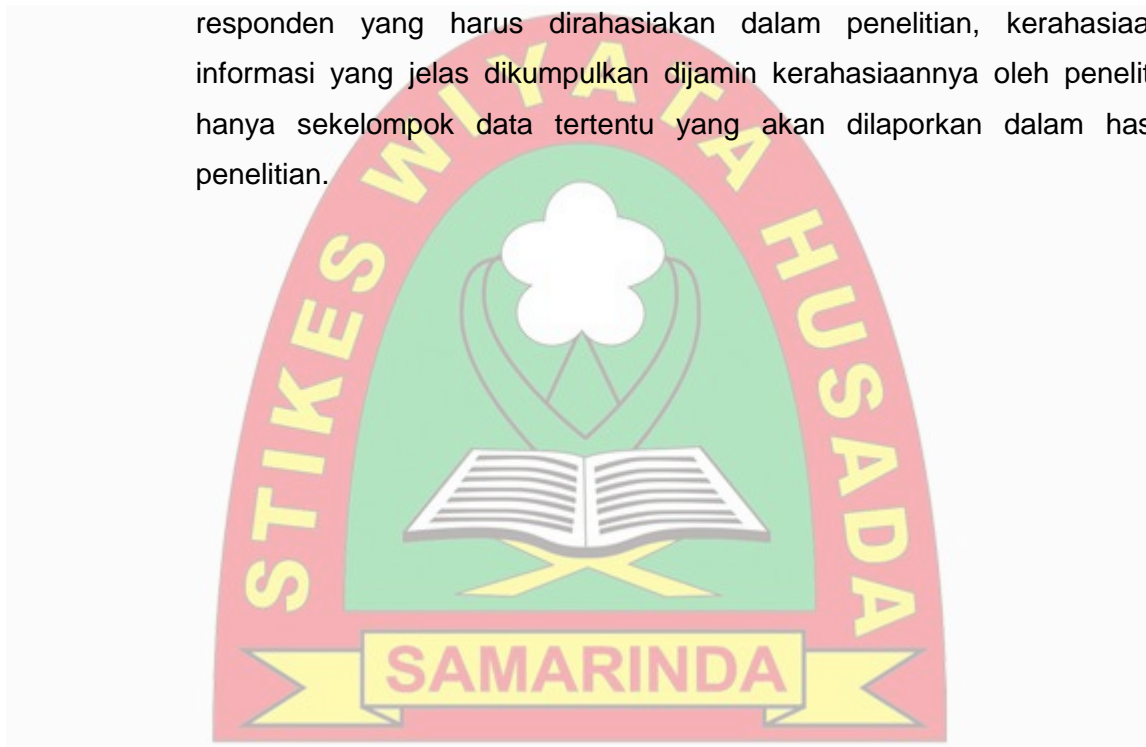 responden yang harus dirahasiakan dalam penelitian, kerahasiaa
informasi yang jelas dikumpulkan dijamin kerahasiaannya oleh penelit
hanya sekelompok data tertentu yang akan dilaporkan dalam has
penelitian.
STIKES WIYATA HUSADA
SAMARINDA